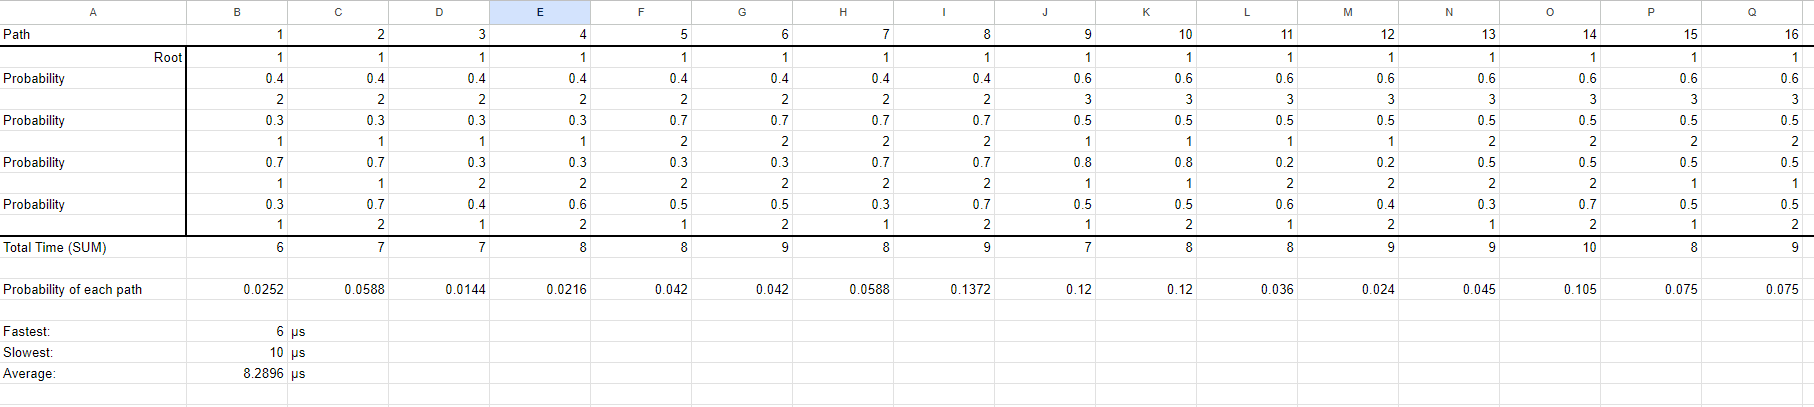 A B C D E F G H I J K L M N O P Q
Path 1 2 3 4 5 6 7 8 9 10 11 12 13 14 15 16
Root 1 1 1 1 1 1 1 1 1 1 1 1 1 1 1 1
Probability 0.4 0.4 0.4 0.4 0.4 0.4 0.4 0.4 0.6 0.6 0.6 0.6 0.6 0.6 0.6 0.6
2 2 2 2 2 2 2 2 3 3 3 3 3 3 3 3
Probability 0.3 0.3 0.3 0.3 0.7 0.7 0.7 0.7 0.5 0.5 0.5 0.5 0.5 0.5 0.5 0.5
1 1 1 1 2 2 2 2 1 1 1 1 2 2 2 2
Probability 0.7 0.7 0.3 0.3 0.3 0.3 0.7 0.7 0.8 0.8 0.2 0.2 0.5 0.5 0.5 0.5
1 1 2 2 2 2 2 2 1 1 2 2 2 2 1 1
Probability 0.3 0.7 0.4 0.6 0.5 0.5 0.3 0.7 0.5 0.5 0.6 0.4 0.3 0.7 0.5 0.5
1 2 1 2 1 2 1 2 1 2 1 2 1 2 1 2
Total Time (SUM) 6 7 7 8 8 9 8 9 7 8 8 9 9 10 8 9
Probability of each path 0.0252 0.0588 0.0144 0.0216 0.042 0.042 0.0588 0.1372 0.12 0.12 0.036 0.024 0.045 0.105 0.075 0.075
Fastest: 6 µs
Slowest: 10 µs
Average: 8.2896 µs